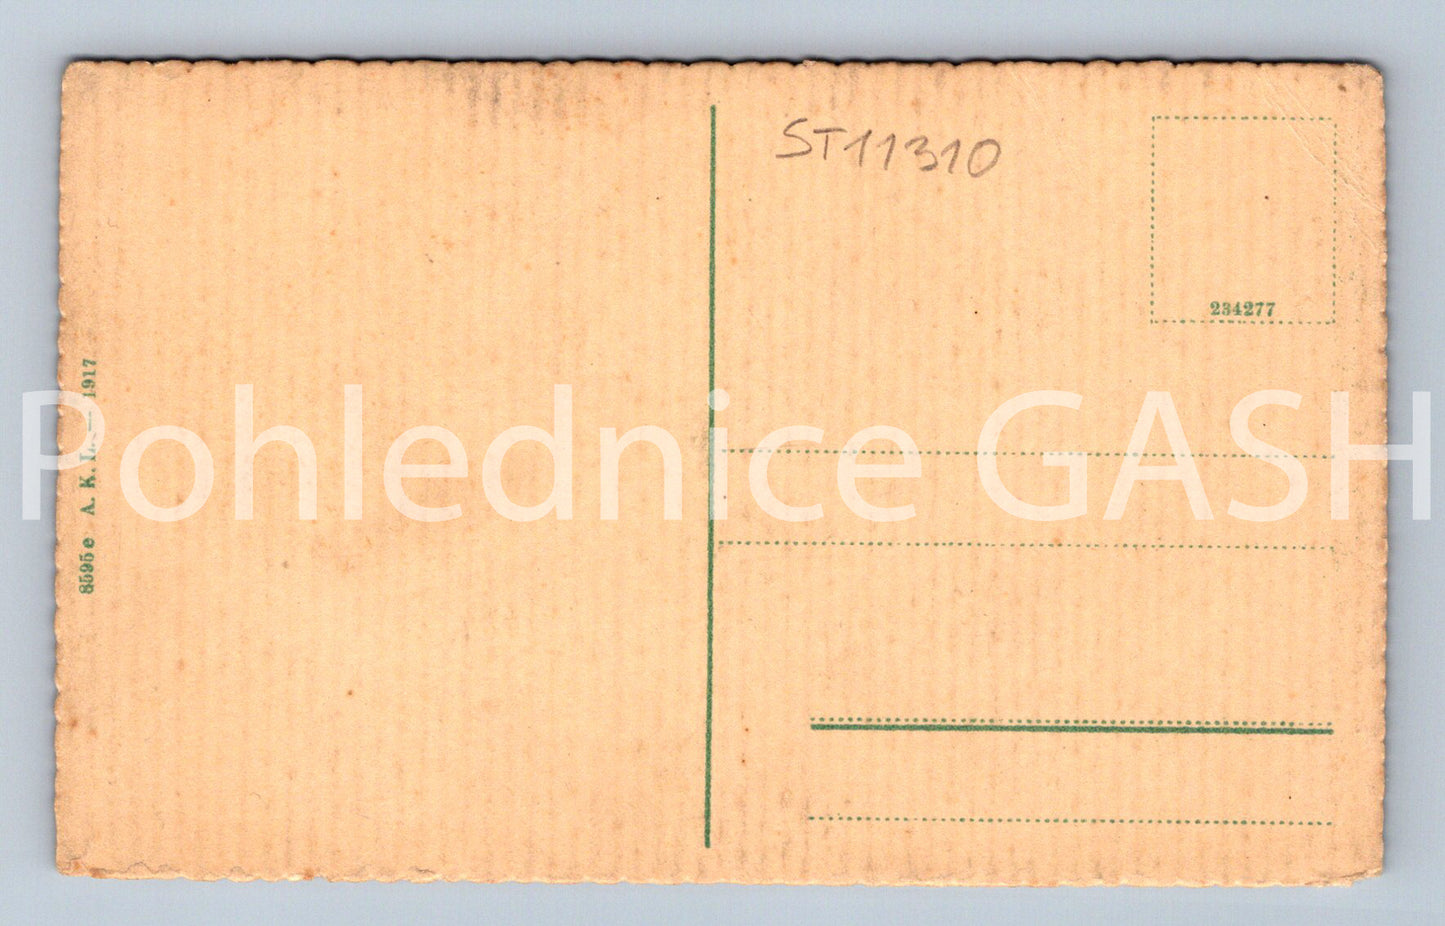 ST11310
234277
8595e A. K. L. — 1917
Pohlednice GASH